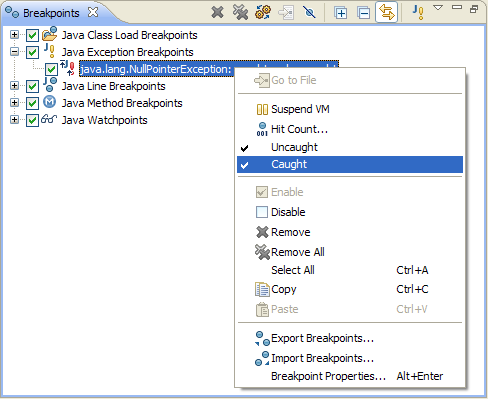 Breakpoints
Java Class Load Breakpoints
Java Exception Breakpoints
java.lang.NullPointerException:
Java Line Breakpoints
Java Method Breakpoints
Java Watchpoints
Go to File
Suspend VM
001
Hit Count...
Uncaught
Caught
Enable
Disable
Remove
Remove All
Select All Ctrl+A
Copy Ctrl+C
Paste Ctrl+V
Export Breakpoints...
Import Breakpoints...
Breakpoint Properties... Alt+Enter